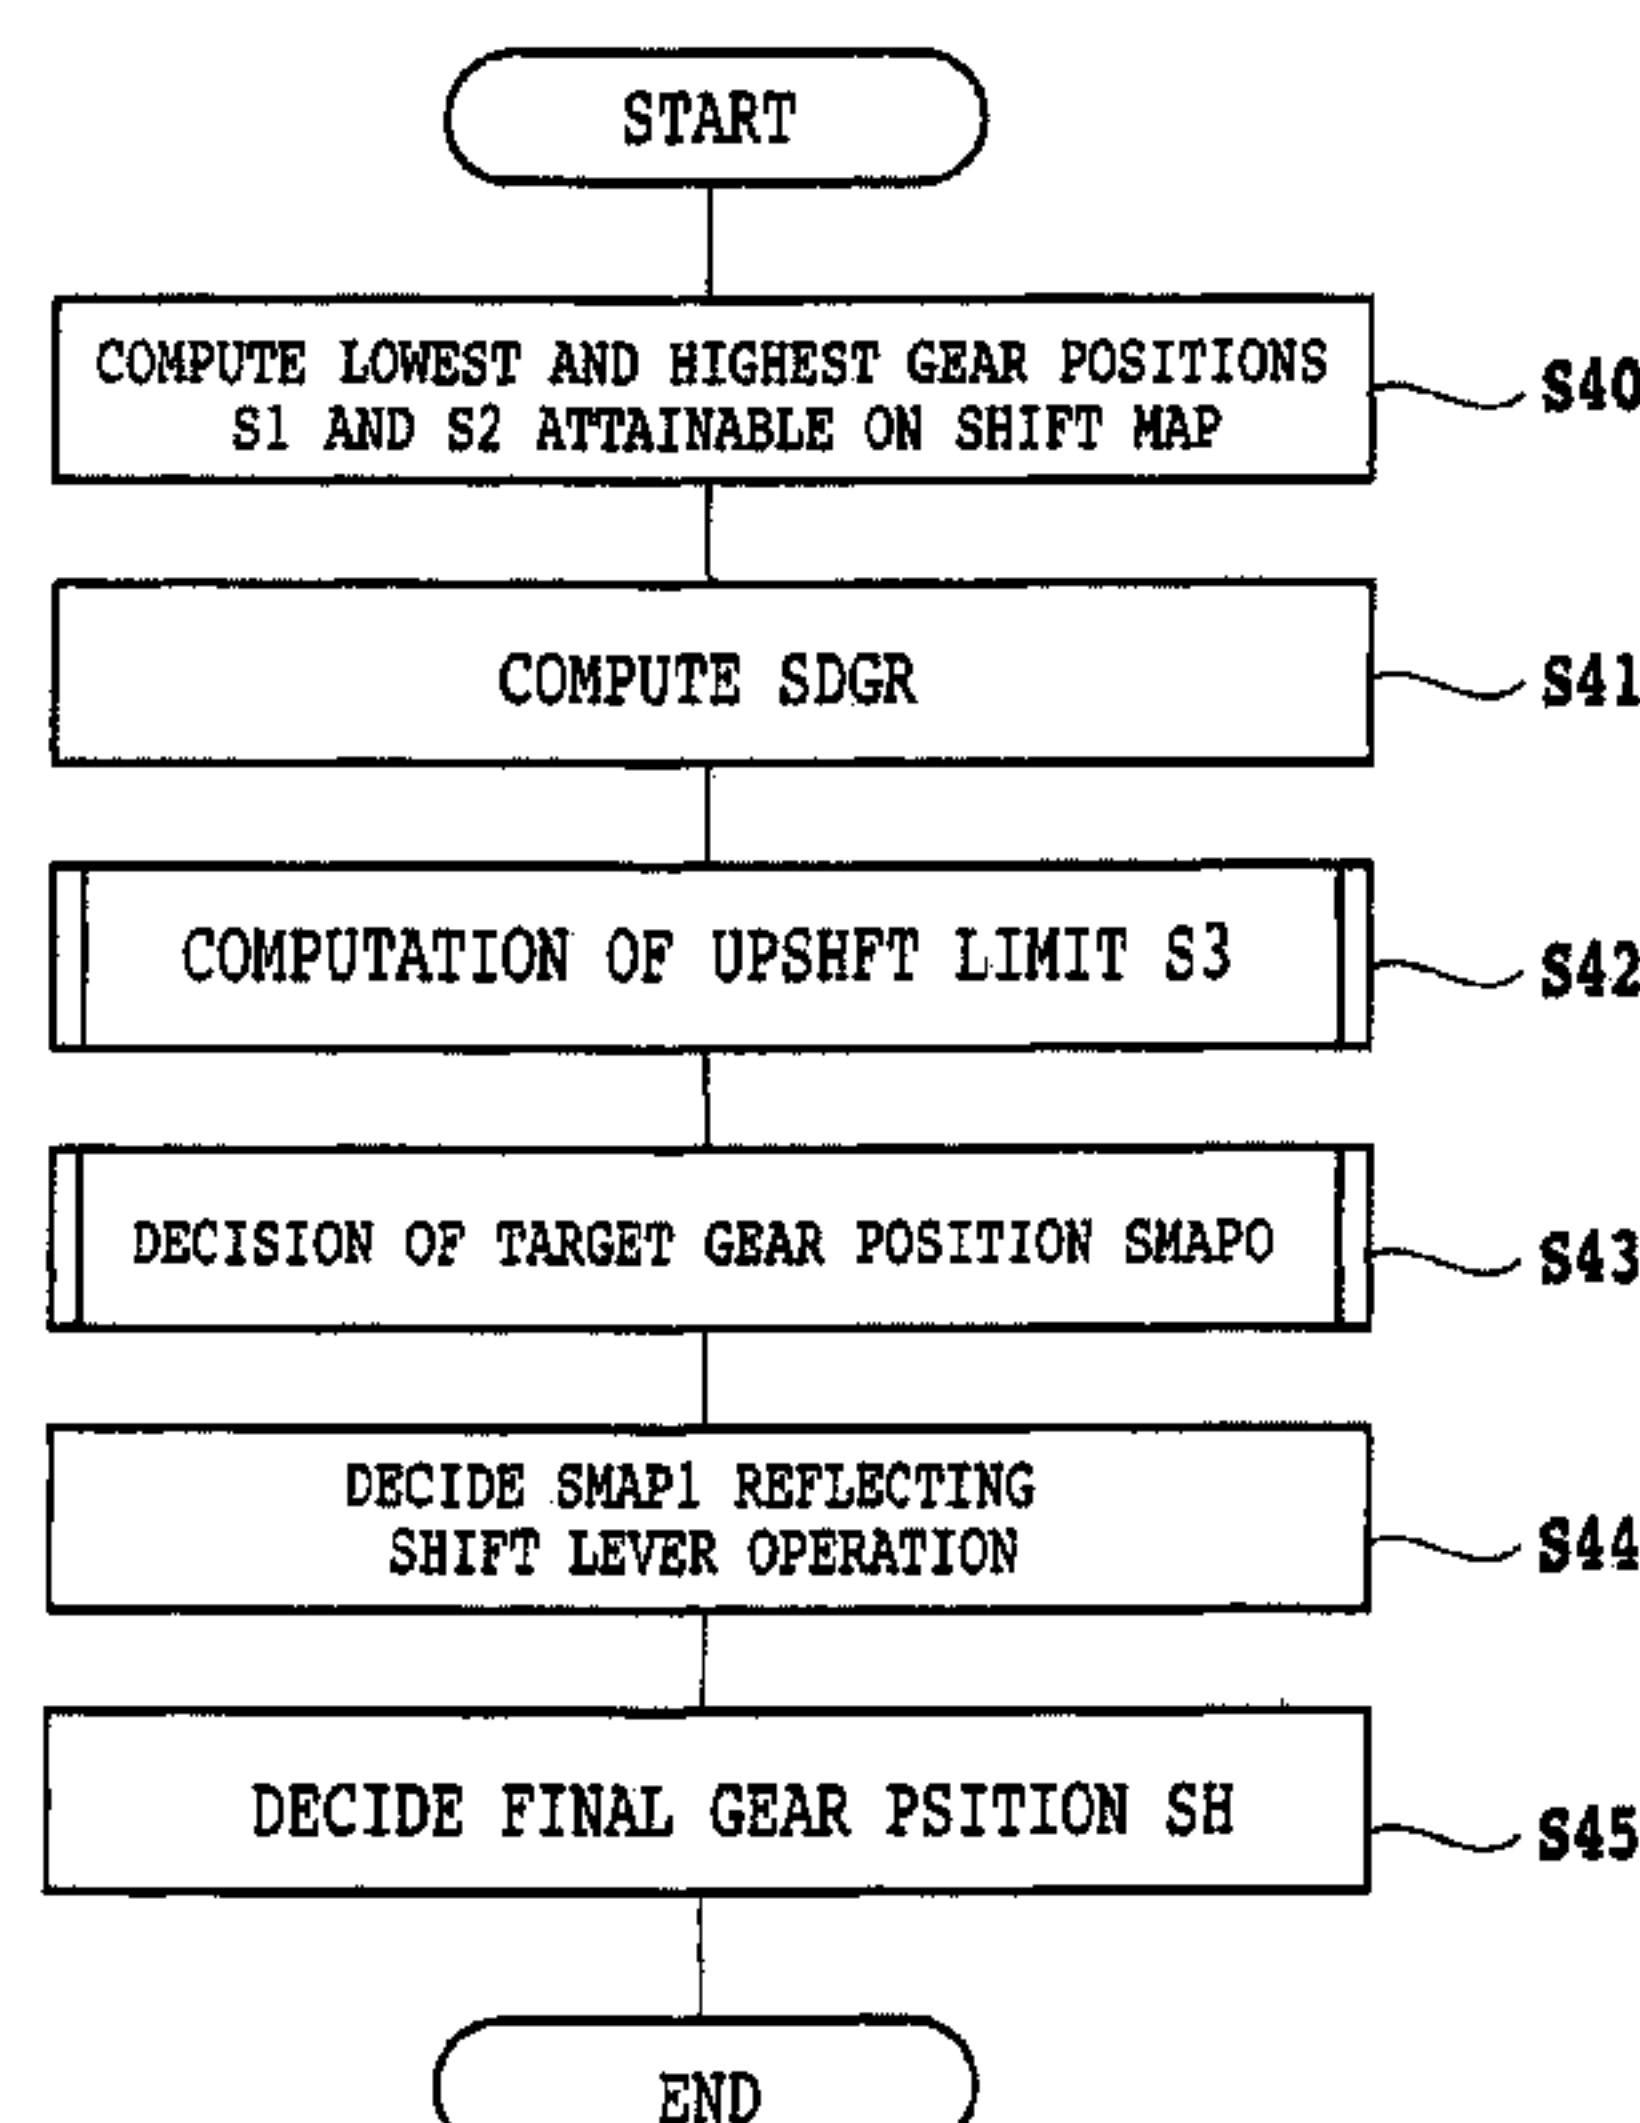 START
COMPUTE LOWEST AND HIGHEST GEAR POSITIONS
S1 AND S2 ATTAINABLE ON SHIFT MAP
S40
COMPUTE SDGR
S41
COMPUTATION OF UPSHFT LIMIT S3
S42
DECISION OF TARGET GEAR POSITION SMAPO
S43
DECIDE SMAP1 REFLECTING
SHIFT LEVER OPERATION
S44
DECIDE FINAL GEAR PSITION SH
S45
END